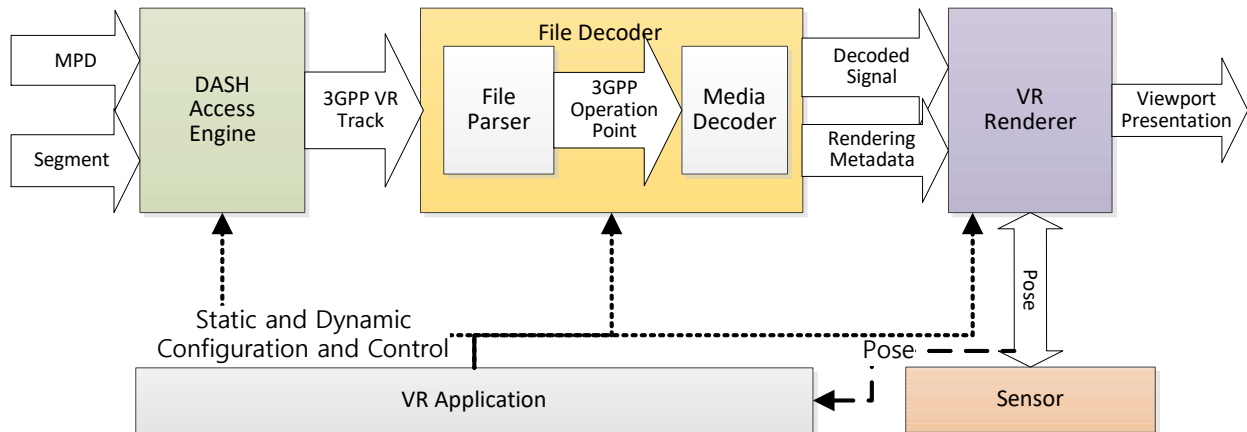 MPD
Segment
DASH
Access
Engine
3GPP VR
Track
File Decoder
File
Parser
3GPP
Operation
Point
Media
Decoder
Decoded
Signal
Rendering
Metadata
VR
Renderer
Viewport
Presentation
Pose
Static and Dynamic
Configuration and Control
Pose
VR Application
Sensor